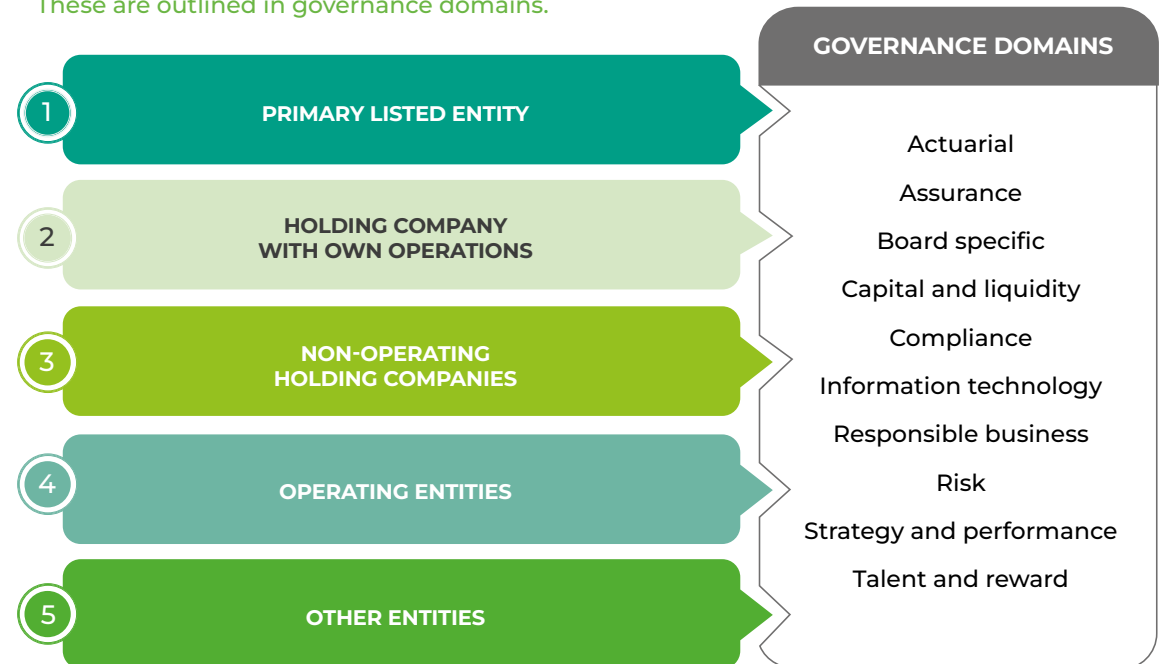 These are outlined in governance domains.
GOVERNANCE DOMAINS
1
PRIMARY LISTED ENTITY
2
HOLDING COMPANY
WITH OWN OPERATIONS
3
NON-OPERATING
HOLDING COMPANIES
4
OPERATING ENTITIES
5
OTHER ENTITIES
Actuarial
Assurance
Board specific
Capital and liquidity
Compliance
Information technology
Responsible business
Risk
Strategy and performance
Talent and reward